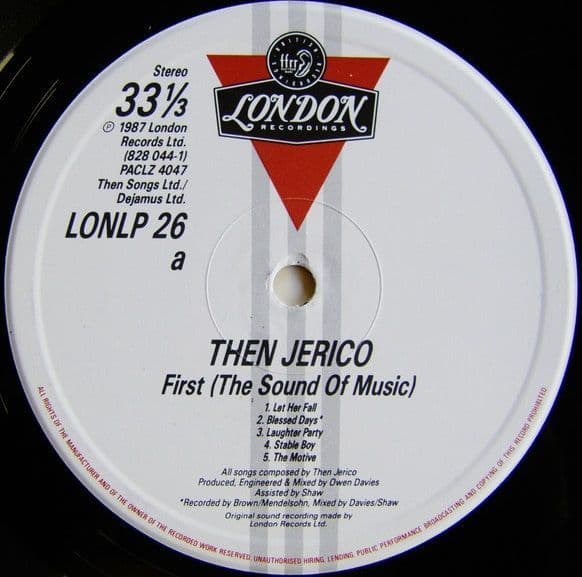 ffrr
LONDON
RECORDINGS
Stereo
33⅓
℗ 1987 London
Records Ltd.
(828 044-1)
PACLZ 4047
Then Songs Ltd./
Dejamus Ltd.
LONLP 26
a
THEN JERICO
First (The Sound Of Music)
1. Let Her Fall
2. Blessed Days*
3. Laughter Party
4. Stable Boy
5. The Motive
All songs composed by Then Jerico
Produced, Engineered & Mixed by Owen Davies
Assisted by Shaw
*Recorded by Brown/Mendelsohn, Mixed by Davies/Shaw
Original sound recording made by
London Records Ltd.
ALL RIGHTS OF THE MANUFACTURER AND OF THE OWNER OF THE RECORDED WORK RESERVED. UNAUTHORISED HIRING, LENDING, PUBLIC PERFORMANCE BROADCASTING AND COPYING OF THIS RECORD PROHIBITED.